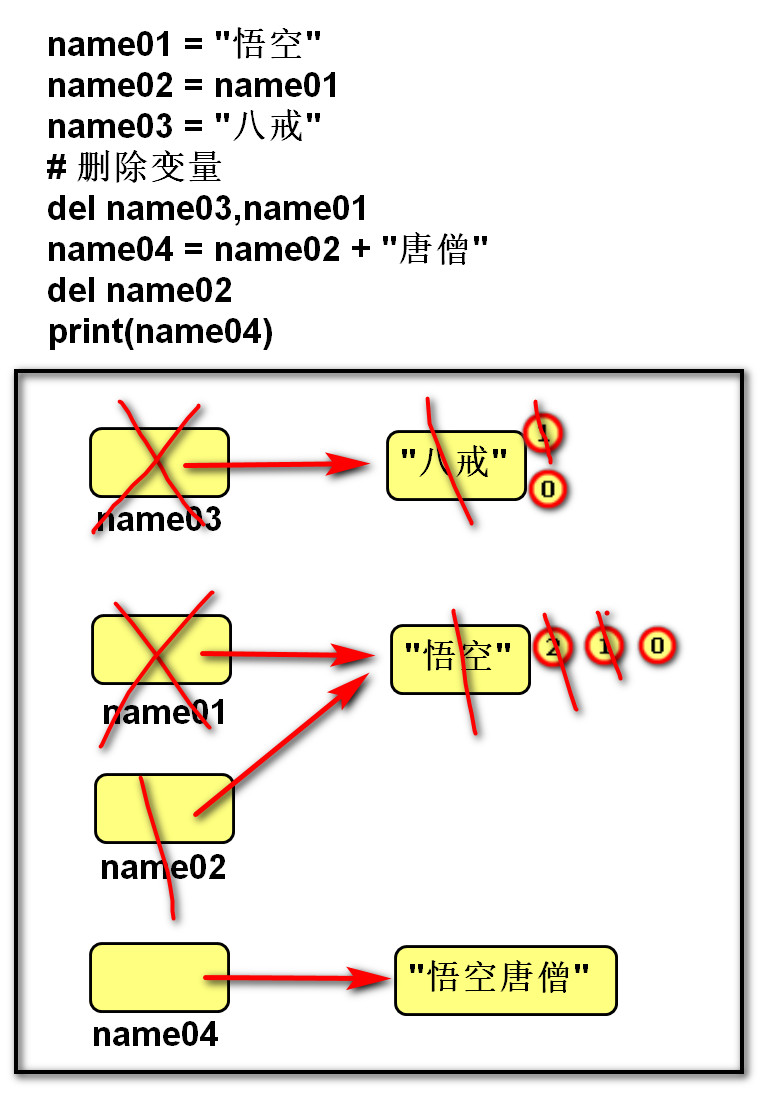 name01 = "悟空"
name02 = name01
name03 = "八戒"
# 删除变量
del name03,name01
name04 = name02 + "唐僧"
del name02
print(name04)
"八戒" 1
0
name03
"悟空" 2 1 0
name01
name02
"悟空唐僧"
name04